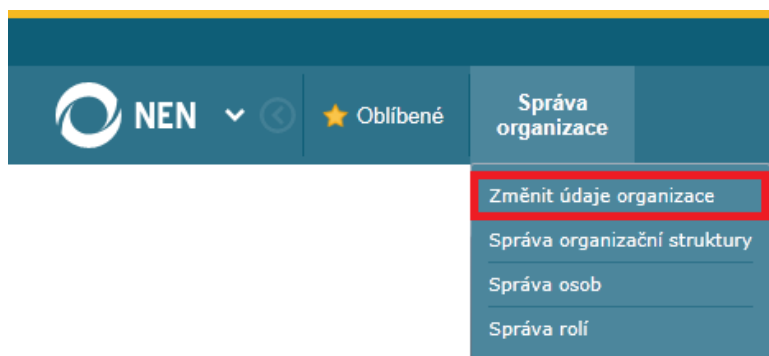 NEN
Oblíbené
Správa
organizace
Změnit údaje organizace
Správa organizační struktury
Správa osob
Správa rolí